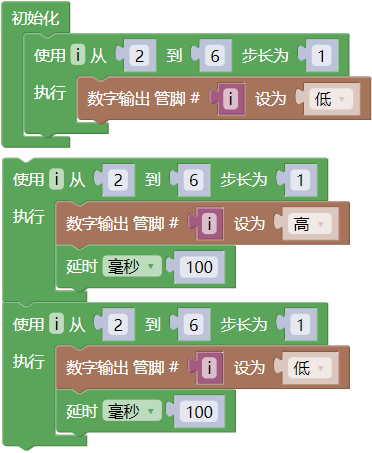 初始化
使用 i 从 2 到 6 步长为 1
执行 数字输出 管脚 # i 设为 低
使用 i 从 2 到 6 步长为 1
执行 数字输出 管脚 # i 设为 高
延时 毫秒 100
使用 i 从 2 到 6 步长为 1
执行 数字输出 管脚 # i 设为 低
延时 毫秒 100